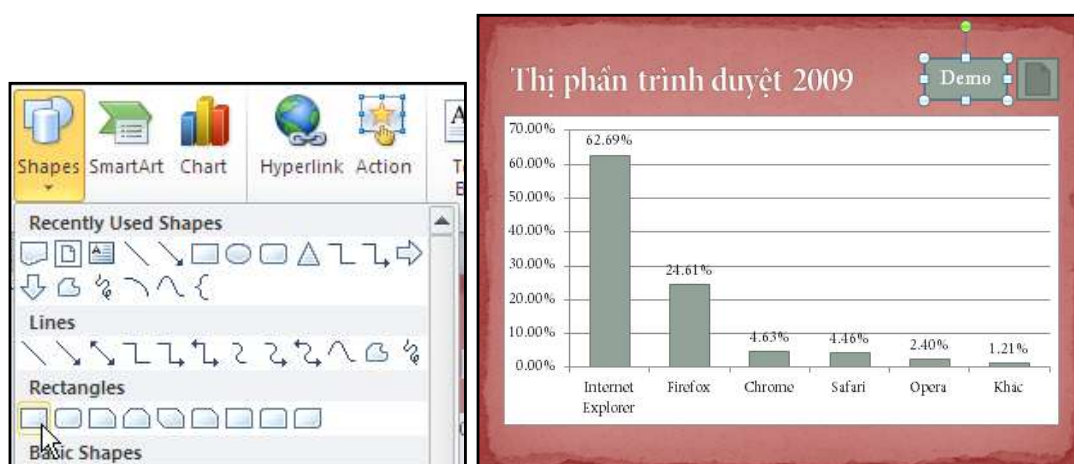 Shapes SmartArt Chart Hyperlink Action
Recently Used Shapes
Lines
Rectangles
Basic Shapes
Thị phần trình duyệt 2009
Demo
70.00%
60.00%
50.00%
40.00%
30.00%
20.00%
10.00%
0.00%
62.69%
24.61%
4.63%
4.46%
2.40%
1.21%
Internet Explorer
Firefox
Chrome
Safari
Opera
Khác